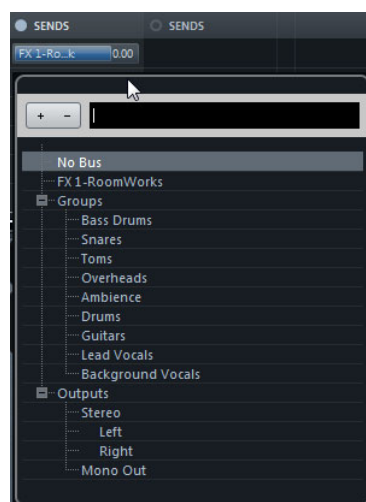 SENDS SENDS
FX 1-Ro...k 0.00
+ -
No Bus
FX 1-RoomWorks
Groups
Bass Drums
Snares
Toms
Overheads
Ambience
Drums
Guitars
Lead Vocals
Background Vocals
Outputs
Stereo
Left
Right
Mono Out